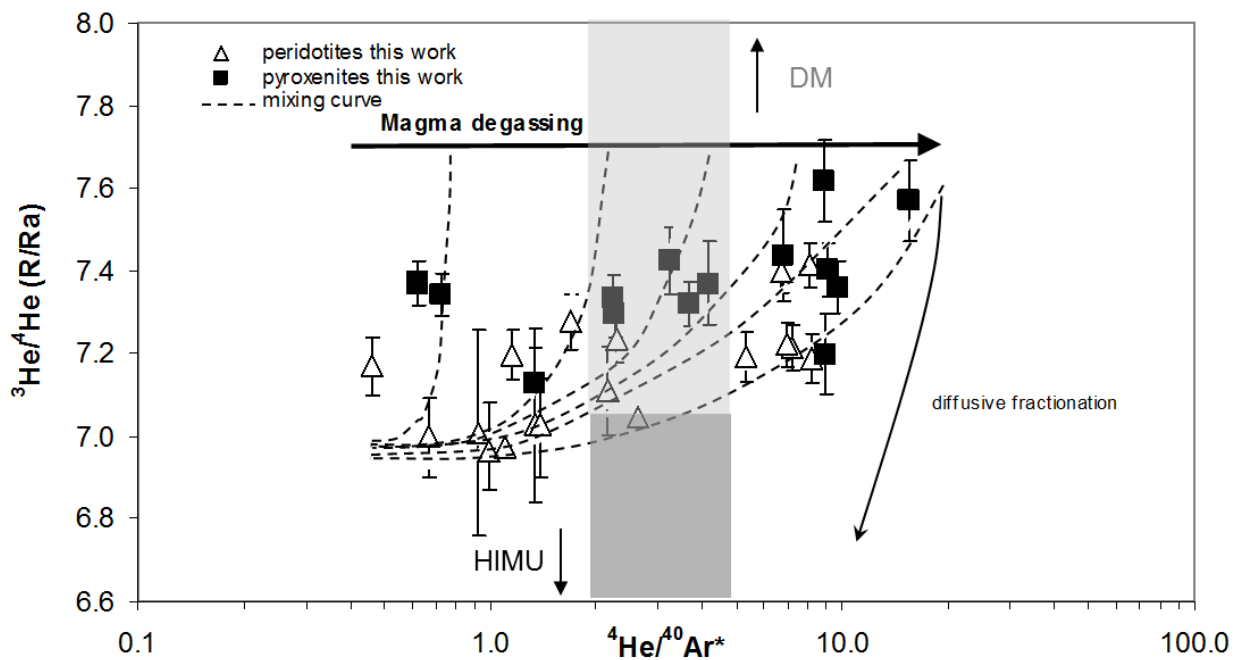 8.0
7.8
7.6
7.4
7.2
7.0
6.8
6.6
³He/⁴He (R/Ra)
peridotites this work
pyroxenites this work
mixing curve
Magma degassing
DM
diffusive fractionation
HIMU
0.1
1.0
⁴He/⁴⁰Ar*
10.0
100.0